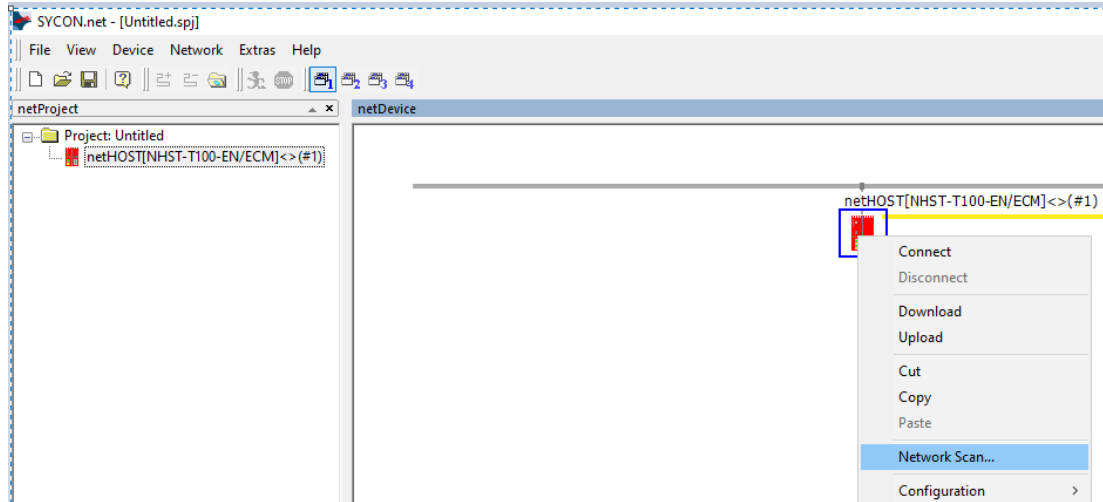 SYCON.net - [Untitled.spj]
File View Device Network Extras Help
netProject
netDevice
Project: Untitled
netHOST[NHST-T100-EN/ECM]<>(#1)
netHOST[NHST-T100-EN/ECM]<>(#1)
Connect
Disconnect
Download
Upload
Cut
Copy
Paste
Network Scan...
Configuration